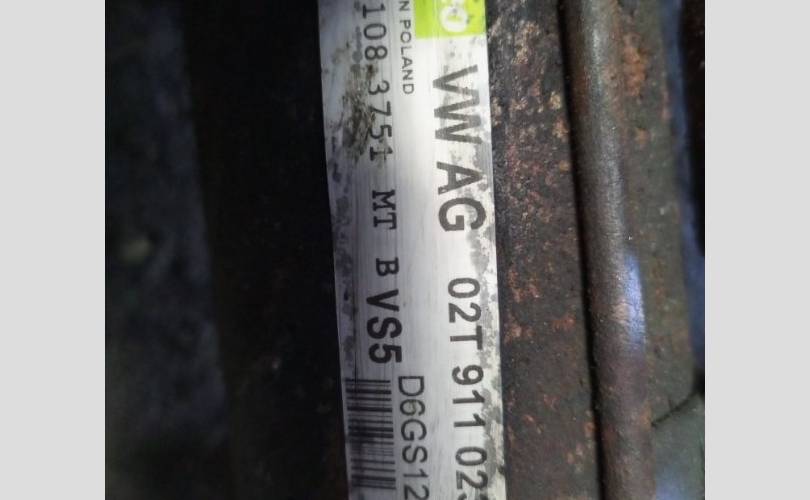 VW AG 02T 911 02
N POLAND
108 3751 MT B VS5
D6GS12